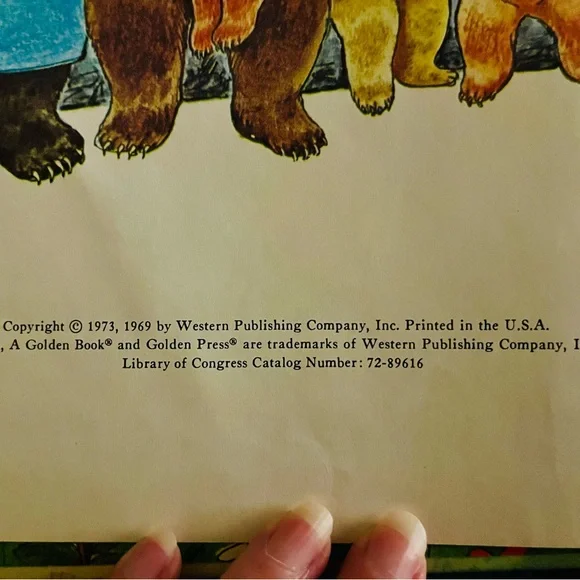 Copyright © 1973, 1969 by Western Publishing Company, Inc. Printed in the U.S.A.
, A Golden Book® and Golden Press® are trademarks of Western Publishing Company, I
Library of Congress Catalog Number: 72-89616